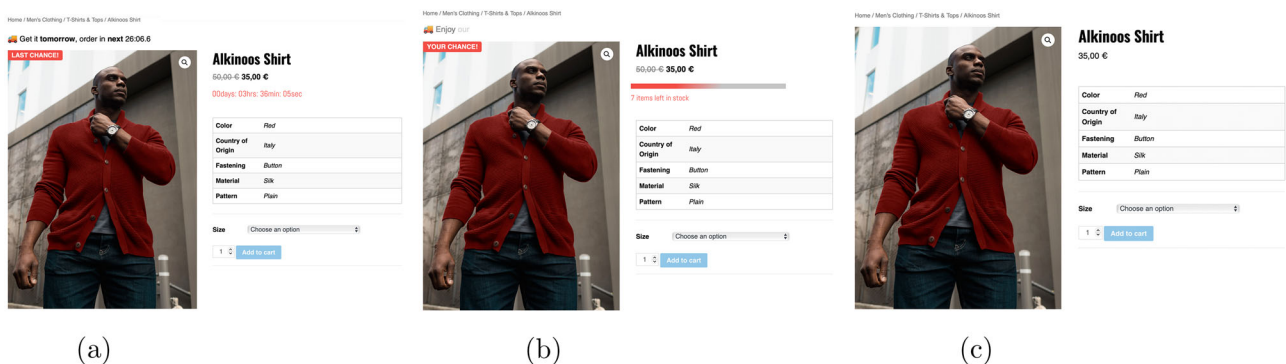 Home / Men's Clothing / T-Shirts & Tops / Alkinoos Shirt
🚚 Get it tomorrow, order in next 26:06.6
LAST CHANCE!
Alkinoos Shirt
50,00 € 35,00 €
00days: 03hrs: 36min: 05sec
Color Red
Country of
Origin Italy
Fastening Button
Material Silk
Pattern Plain
Size Choose an option
1 Add to cart
(a)
Home / Men's Clothing / T-Shirts & Tops / Alkinoos Shirt
🚚 Enjoy our
YOUR CHANCE!
Alkinoos Shirt
50,00 € 35,00 €
7 items left in stock
Color Red
Country of
Origin Italy
Fastening Button
Material Silk
Pattern Plain
Size Choose an option
1 Add to cart
(b)
Home / Men's Clothing / T-Shirts & Tops / Alkinoos Shirt
Alkinoos Shirt
35,00 €
Color Red
Country of
Origin Italy
Fastening Button
Material Silk
Pattern Plain
Size Choose an option
1 Add to cart
(c)